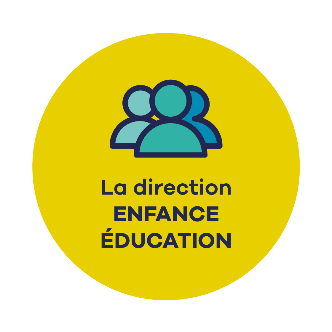 La direction
ENFANCE
ÉDUCATION